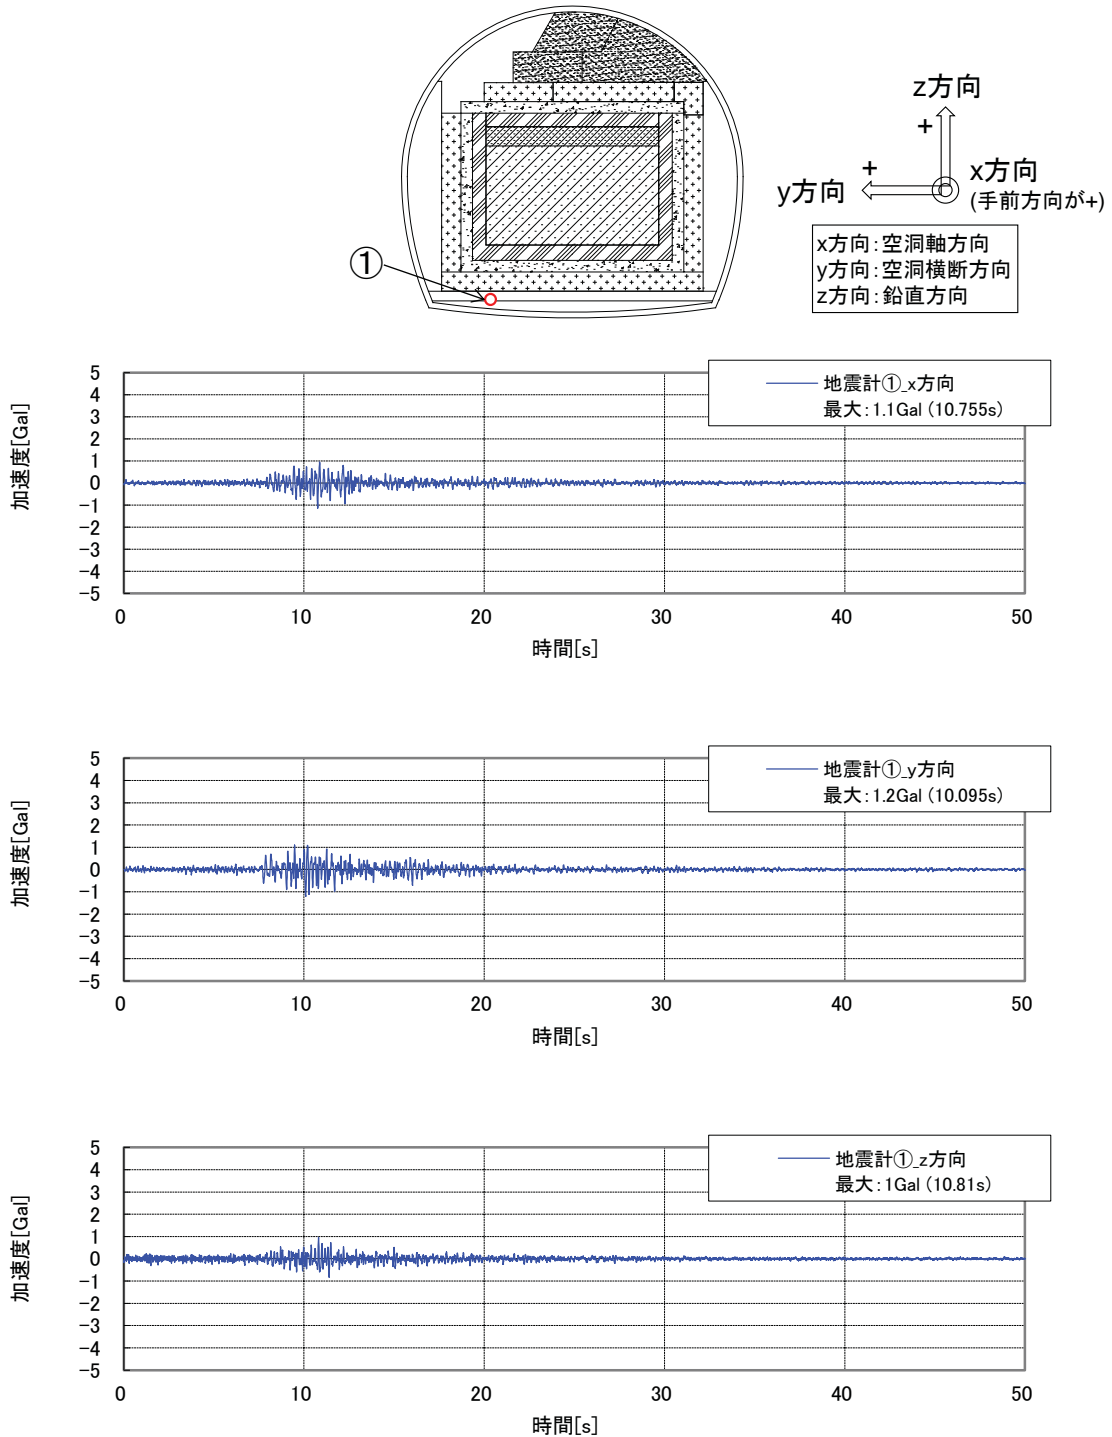 z方向
+
+
y方向
x方向
(手前方向が+)
x方向:空洞軸方向
y方向:空洞横断方向
z方向:鉛直方向
①
加速度[Gal]
5
4
3
2
1
0
-1
-2
-3
-4
-5
地震計①_x方向
最大:1.1Gal (10.755s)
0 10 20 30 40 50
時間[s]
加速度[Gal]
5
4
3
2
1
0
-1
-2
-3
-4
-5
地震計①_y方向
最大:1.2Gal (10.095s)
0 10 20 30 40 50
時間[s]
加速度[Gal]
5
4
3
2
1
0
-1
-2
-3
-4
-5
地震計①_z方向
最大:1Gal (10.81s)
0 10 20 30 40 50
時間[s]